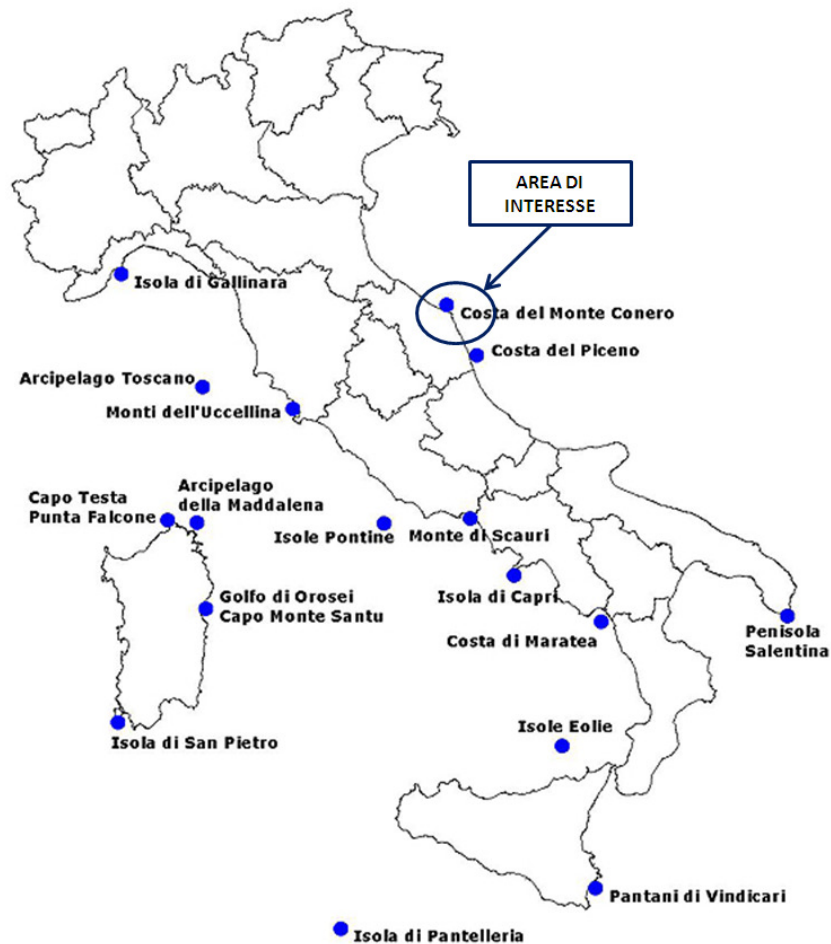 AREA DI
INTERESSE
Isola di Gallinara
Costa del Monte Conero
Costa del Piceno
Arcipelago Toscano
Monti dell'Uccellina
Capo Testa
Punta Falcone
Arcipelago
della Maddalena
Isole Pontine
Monte di Scauri
Isola di Capri
Golfo di Orosei
Capo Monte Santu
Costa di Maratea
Penisola
Salentina
Isole Eolie
Isola di San Pietro
Pantani di Vindicari
Isola di Pantelleria